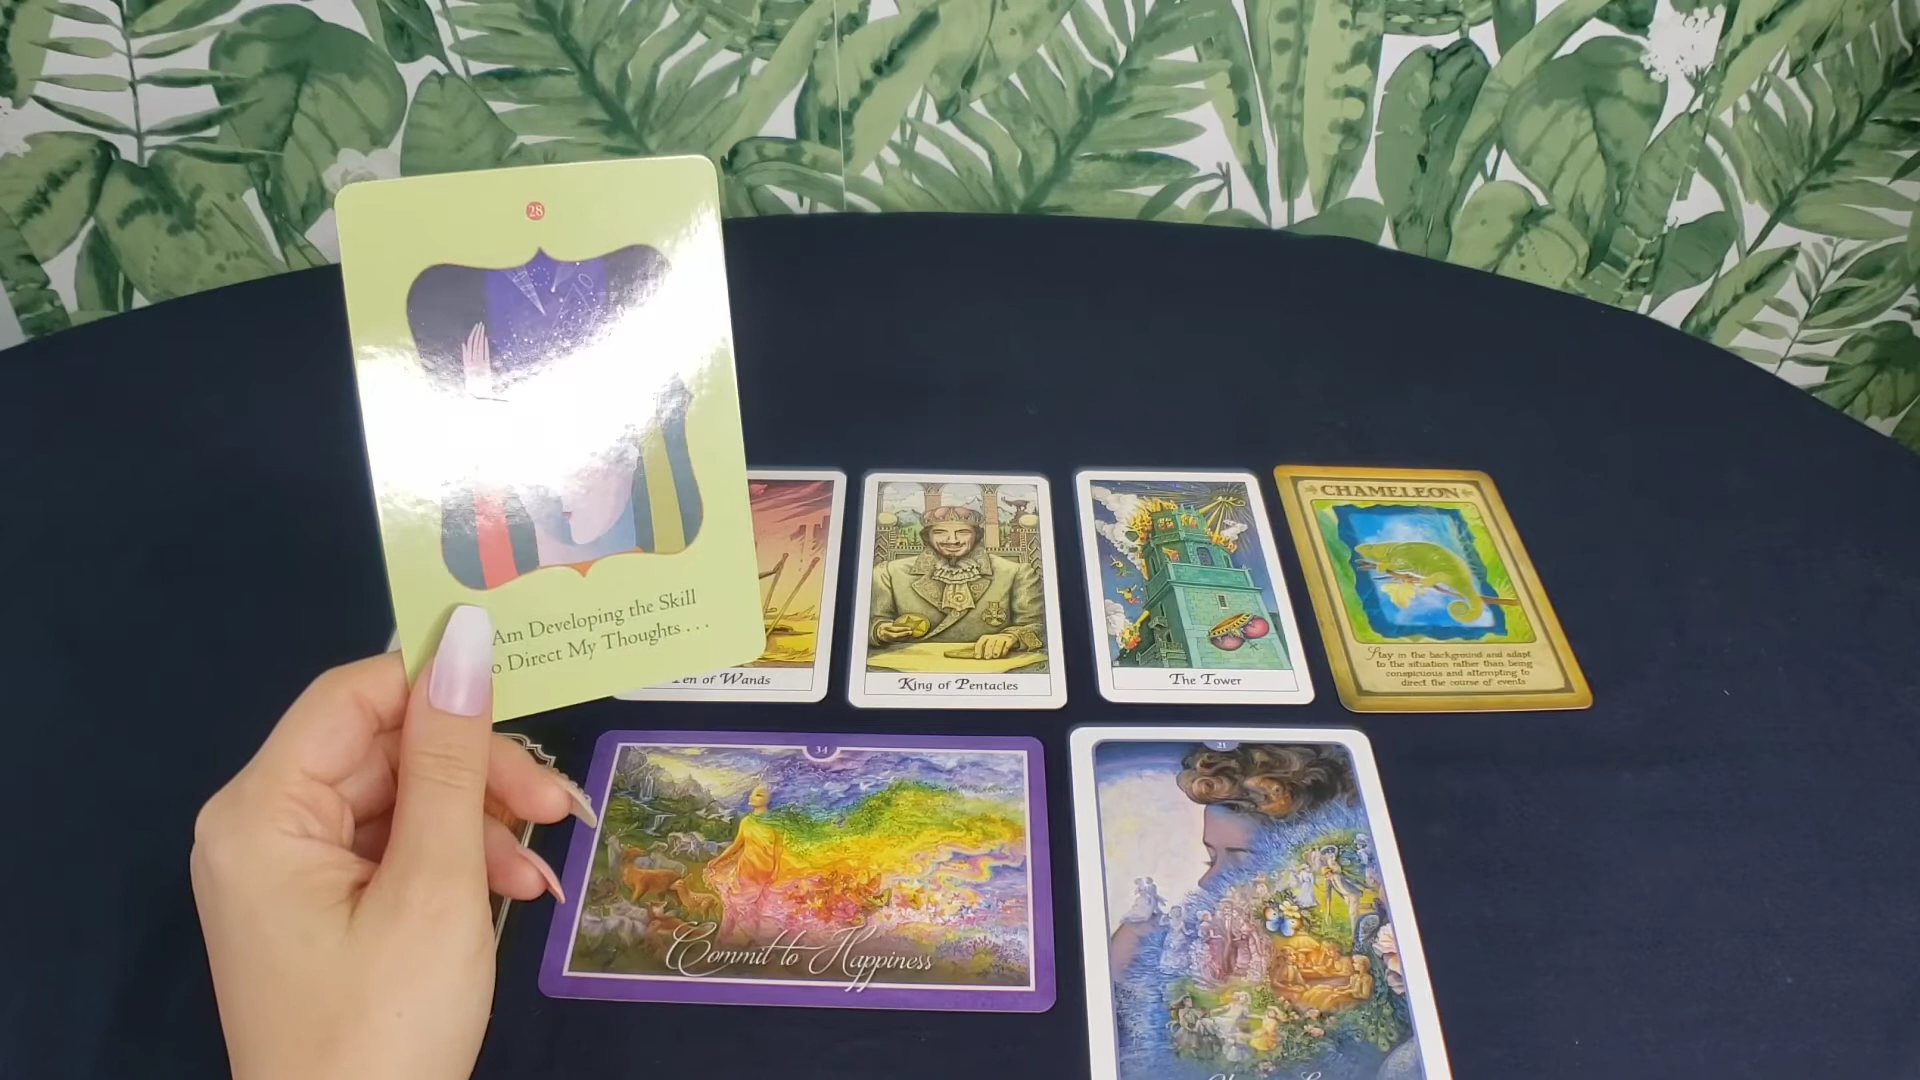 28
Am Developing the Skill
o Direct My Thoughts . . .
en of Wands
King of Pentacles
The Tower
CHAMELEON
Stay in the background and adapt
to the situation rather than being
conspicuous and attempting to
direct the course of events
34
Commit to Happiness
21